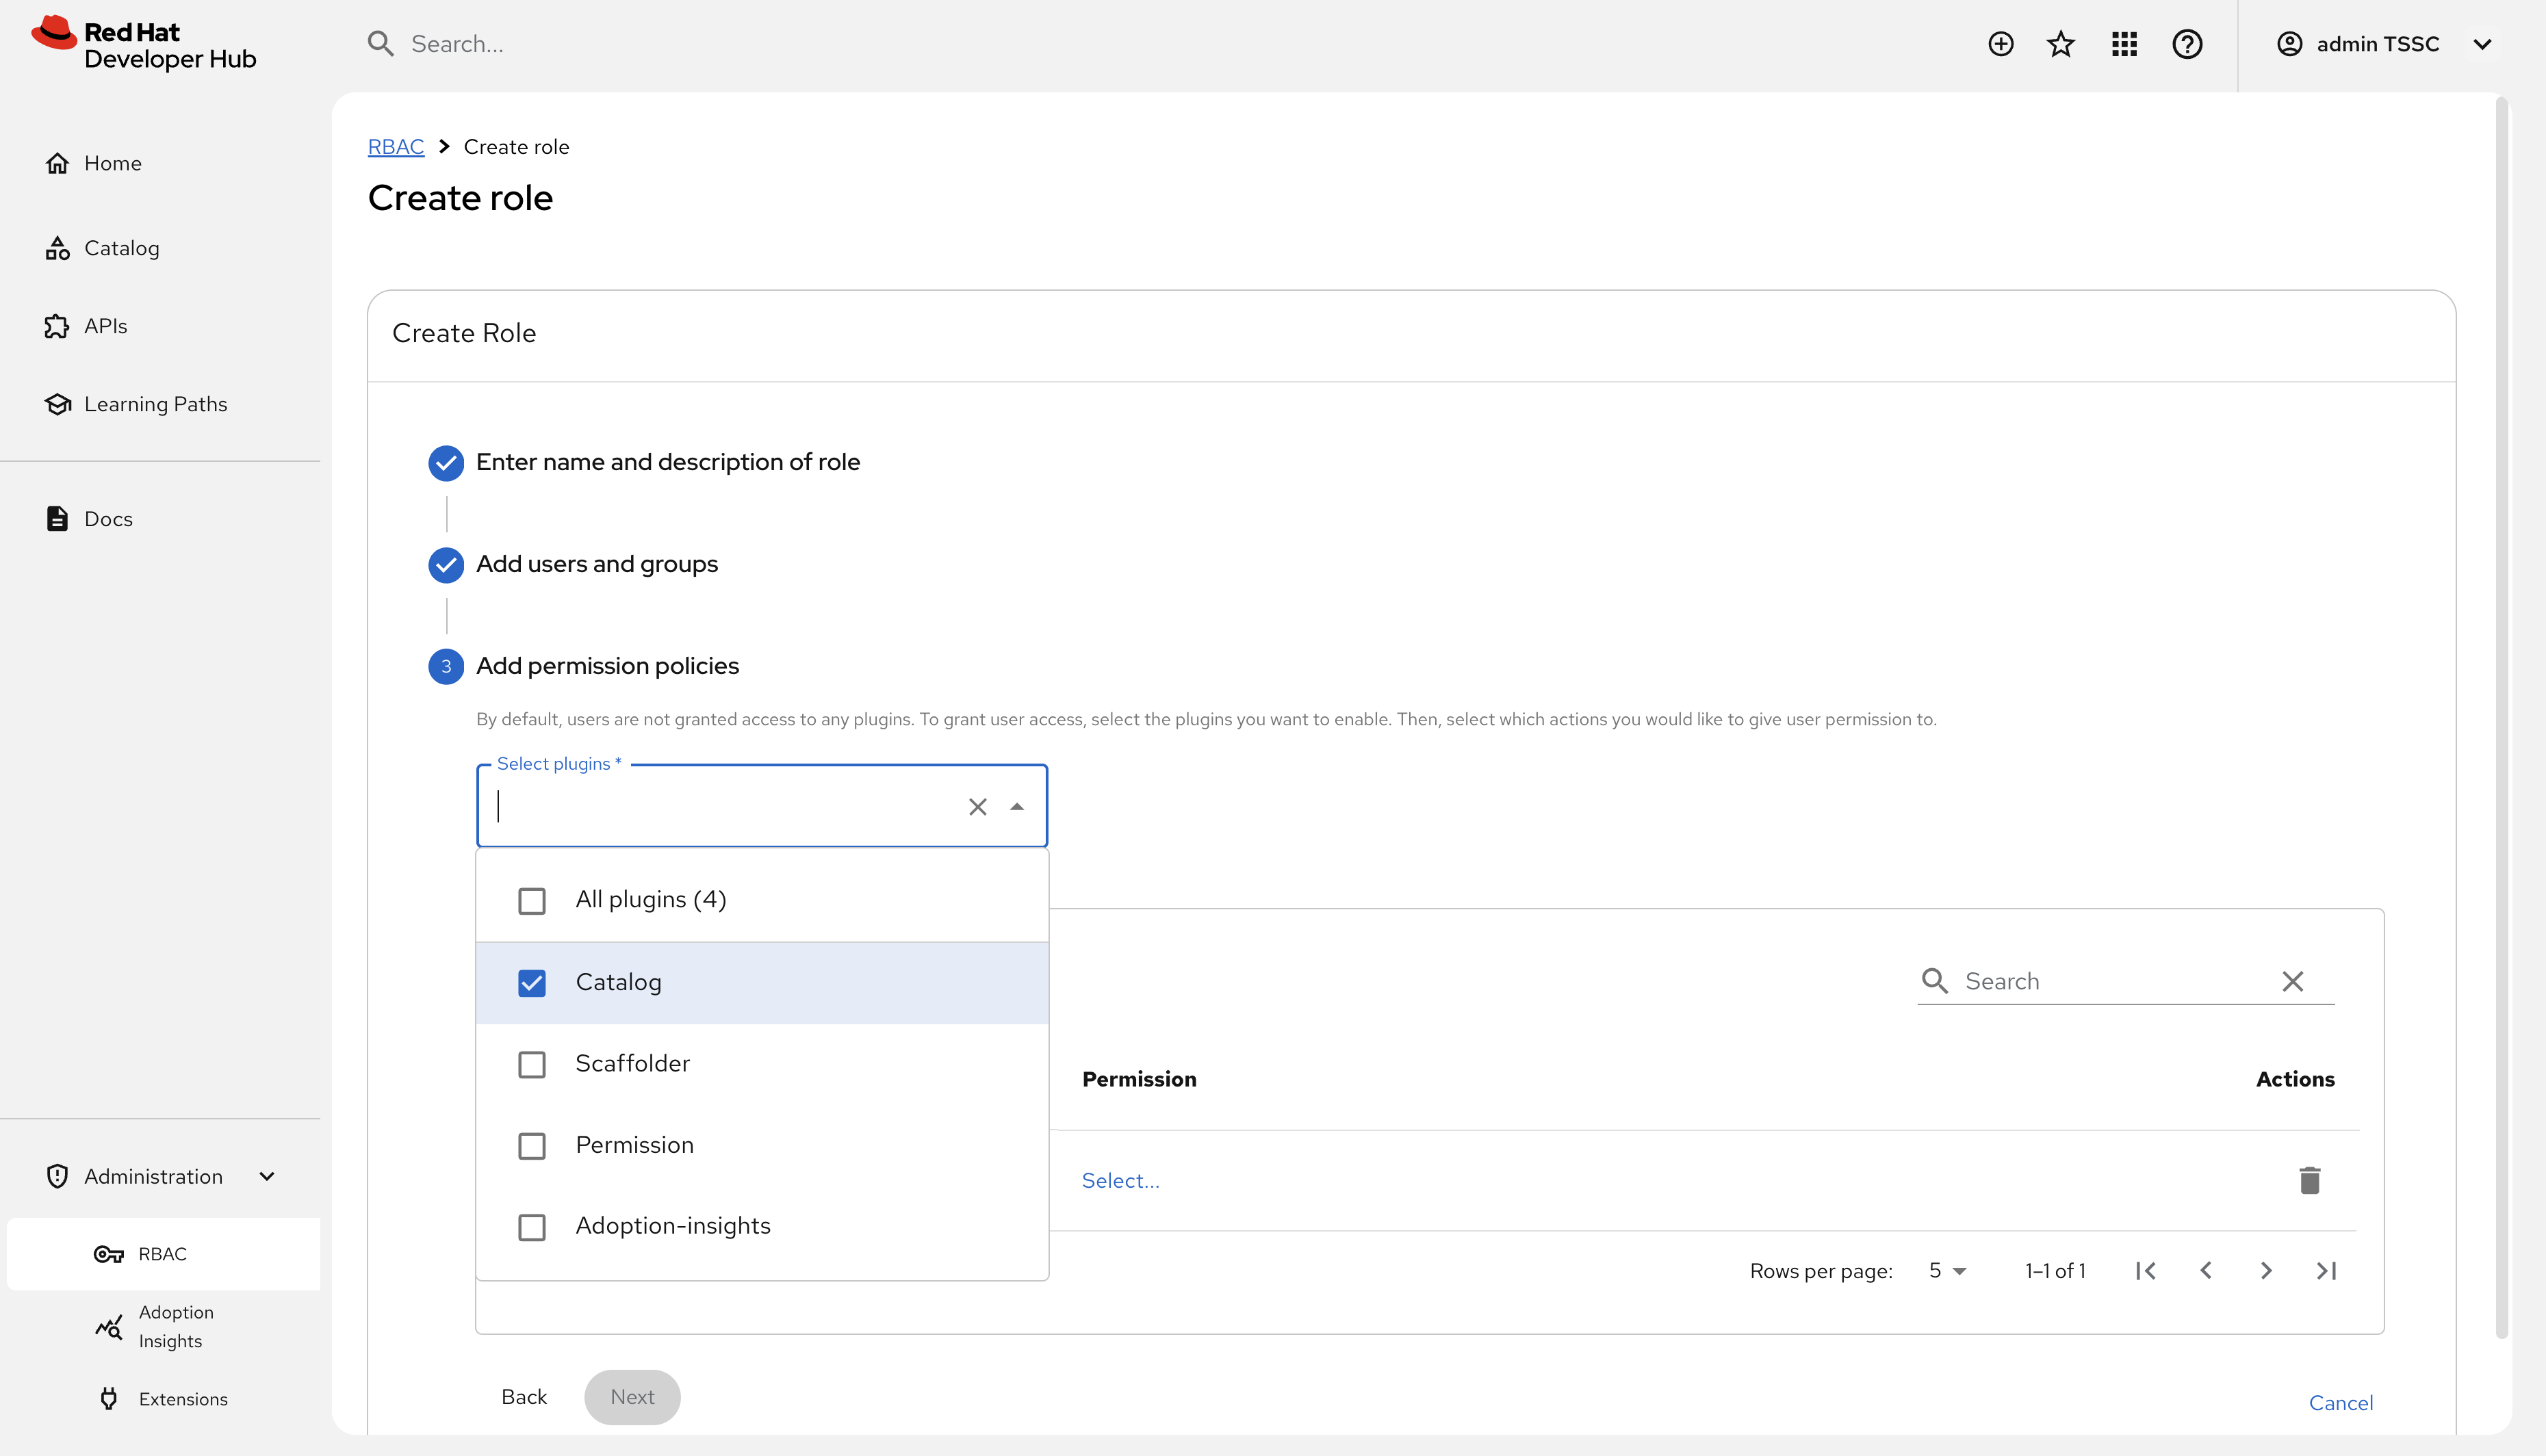 Red Hat
Developer Hub
Search...
admin TSSC
Home
Catalog
APIs
Learning Paths
Docs
Administration
RBAC
Adoption
Insights
Extensions
RBAC > Create role
Create role
Create Role
Enter name and description of role
Add users and groups
3 Add permission policies
By default, users are not granted access to any plugins. To grant user access, select the plugins you want to enable. Then, select which actions you would like to give user permission to.
Select plugins *
All plugins (4)
Catalog
Scaffolder
Permission
Adoption-insights
Search
Permission Actions
Select...
Rows per page: 5 1–1 of 1
Back Next Cancel